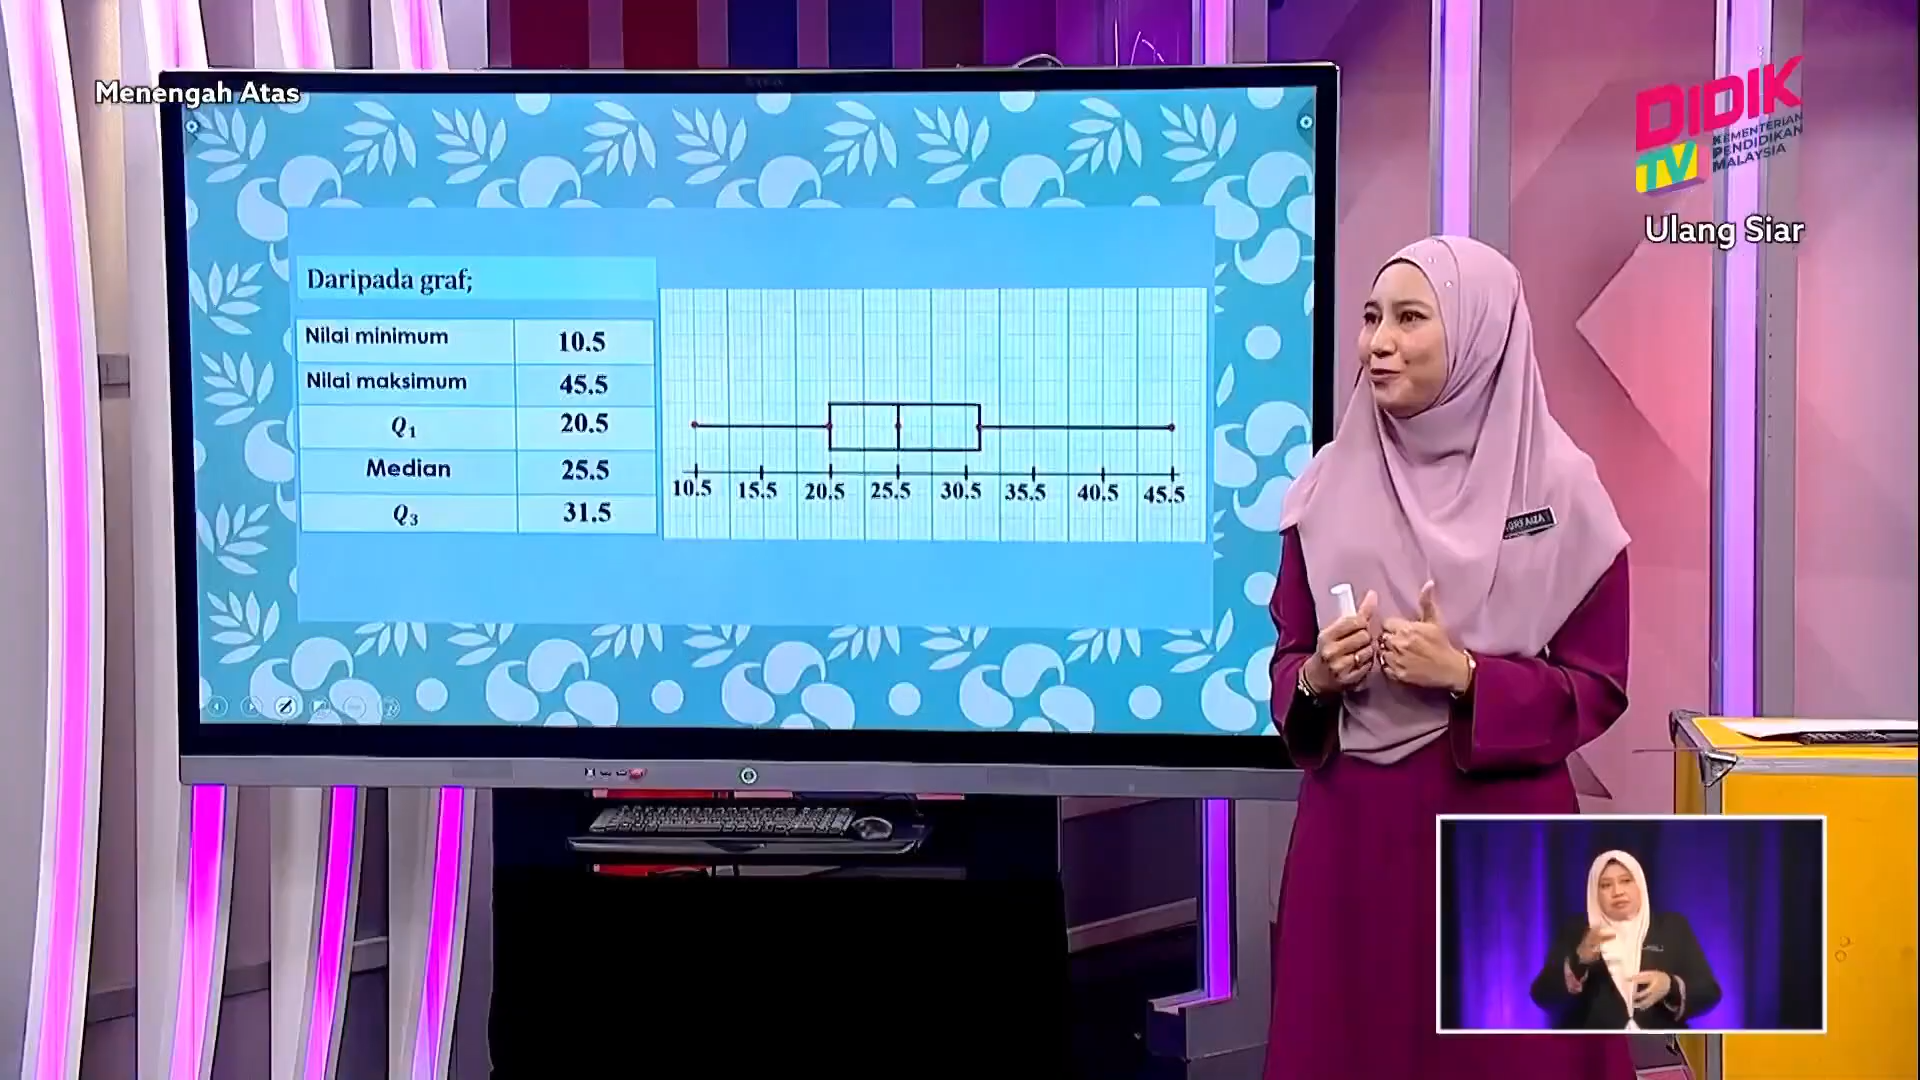 Menengah Atas
DIDIK
TV
KEMENTERIAN
PENDIDIKAN
MALAYSIA
Ulang Siar
Daripada graf;
Nilai minimum 10.5
Nilai maksimum 45.5
Q₁ 20.5
Median 25.5
Q₃ 31.5
10.5 15.5 20.5 25.5 30.5 35.5 40.5 45.5